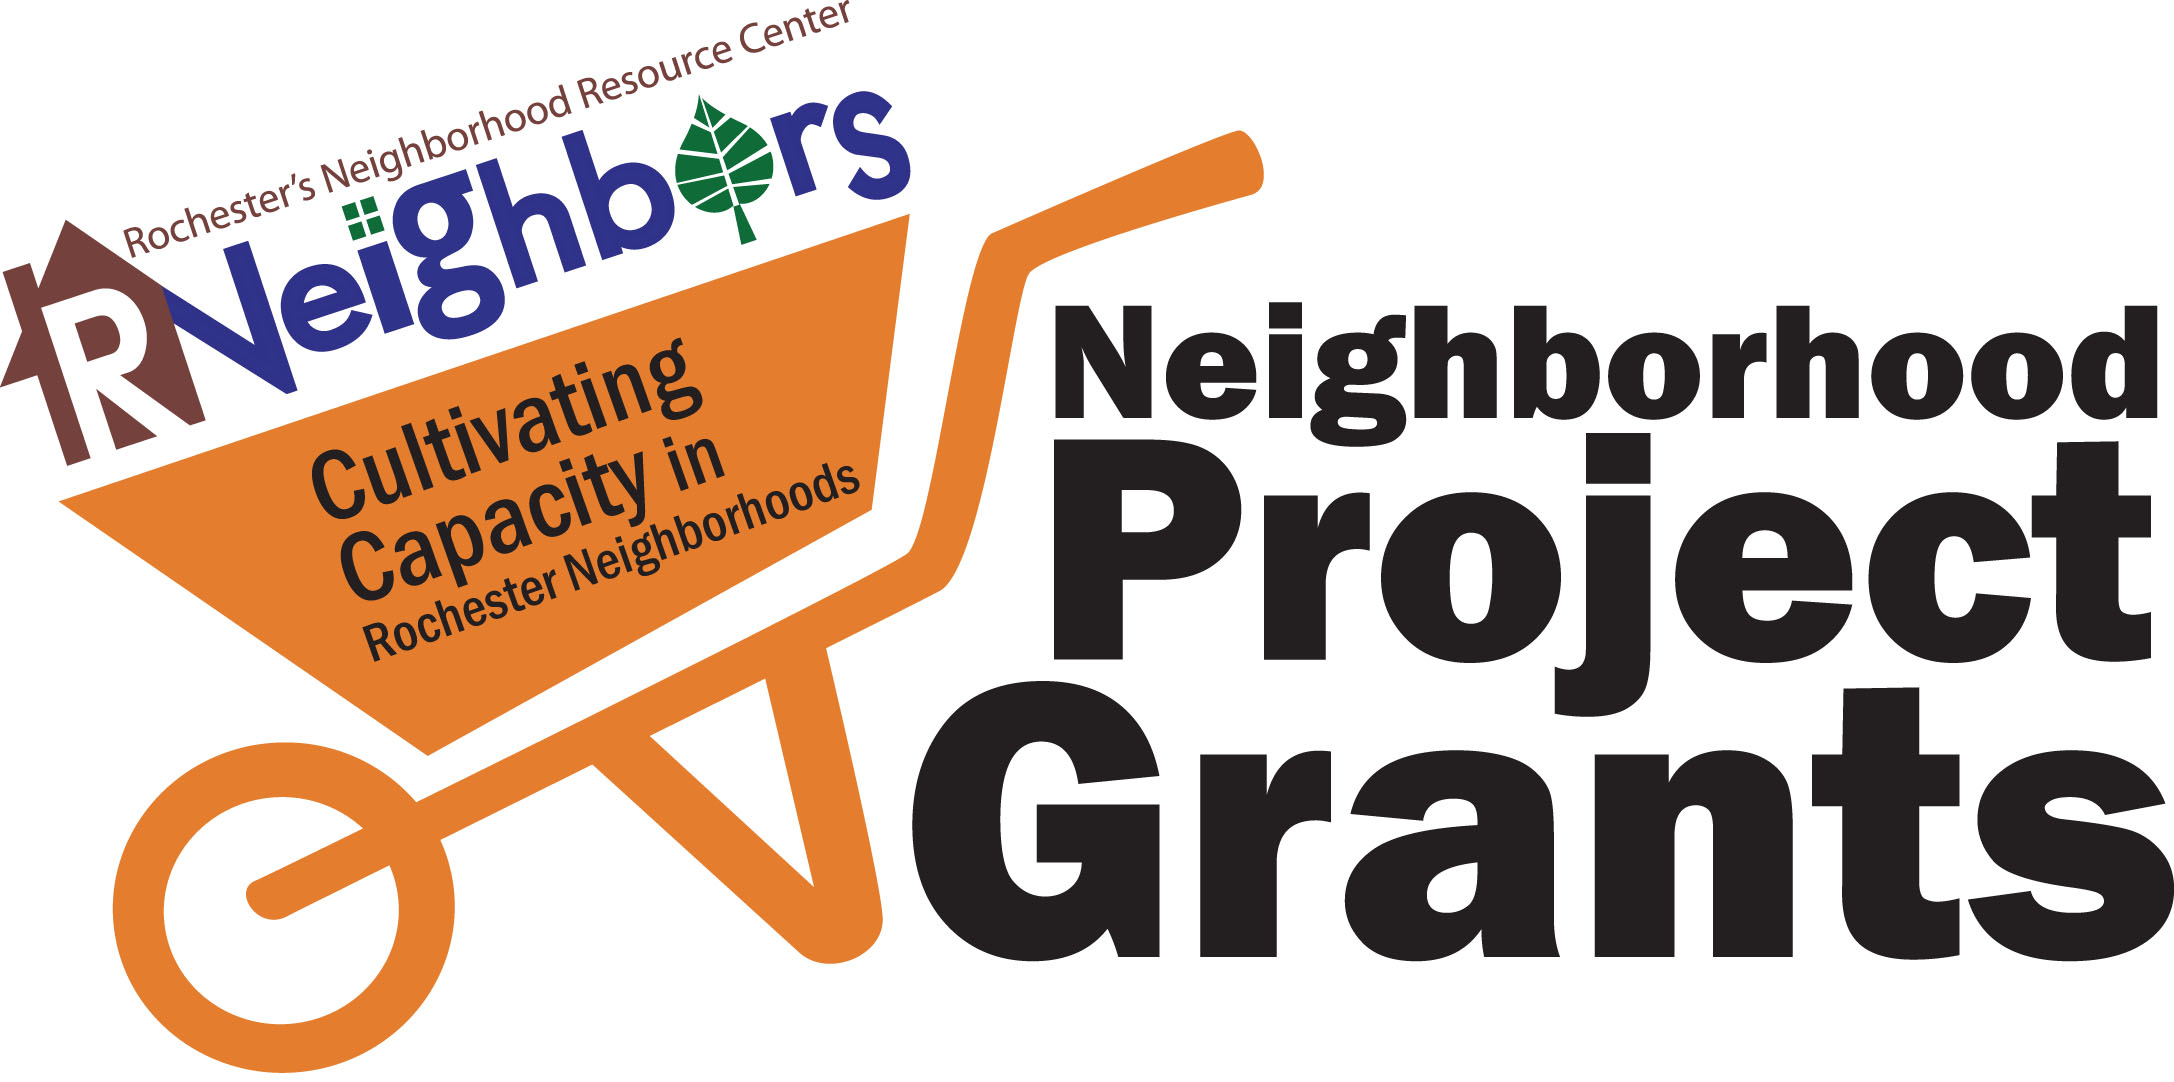 Rochester's Neighborhood Resource Center
RNeighbors
Cultivating
Capacity in
Rochester Neighborhoods
Neighborhood
Project
Grants